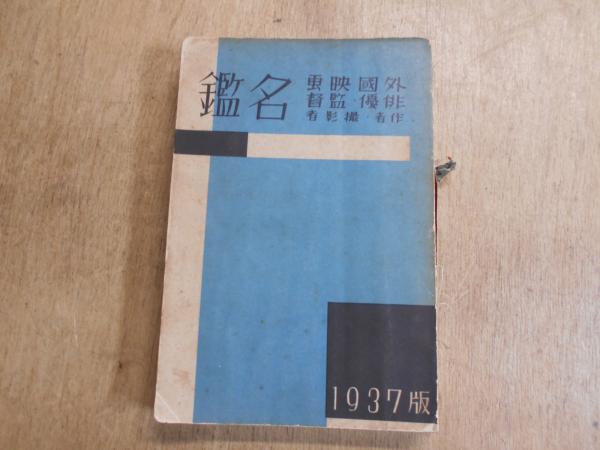 外國映画
俳優・監督
作者・撮影者
名鑑
1937版